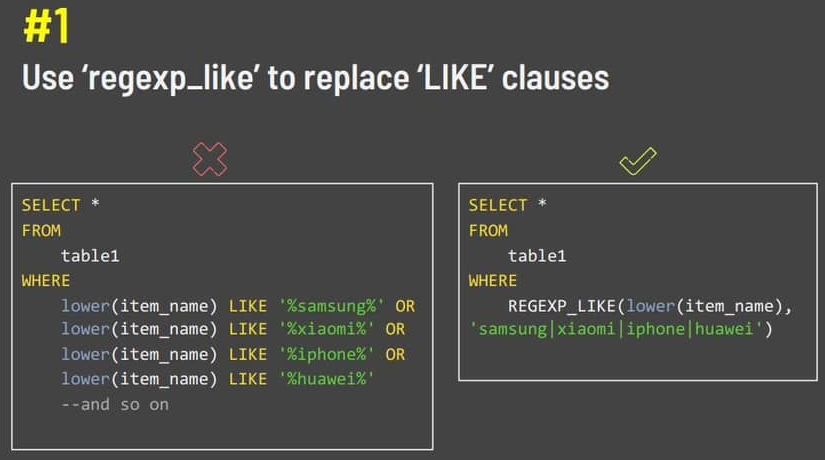 #1
Use ‘regexp_like’ to replace ‘LIKE’ clauses
SELECT *
FROM
table1
WHERE
lower(item_name) LIKE '%samsung%' OR
lower(item_name) LIKE '%xiaomi%' OR
lower(item_name) LIKE '%iphone%' OR
lower(item_name) LIKE '%huawei%'
--and so on
SELECT *
FROM
table1
WHERE
REGEXP_LIKE(lower(item_name),
'samsung|xiaomi|iphone|huawei')